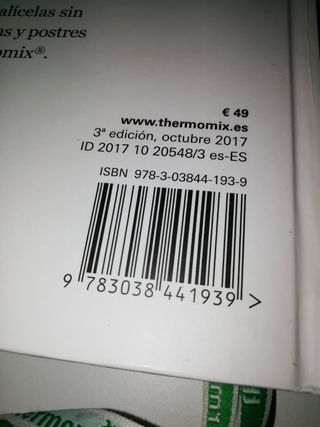 alícelas sin
as y postres
omix®.
€ 49
www.thermomix.es
3ª edición, octubre 2017
ID 2017 10 20548/3 es-ES
ISBN 978-3-03844-193-9
9 783038 441939 >